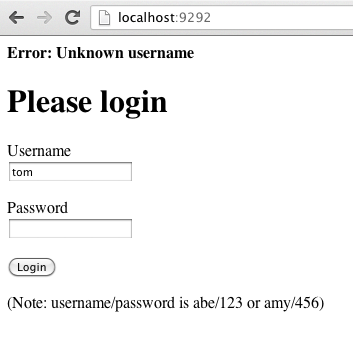 localhost:9292
Error: Unknown username
Please login
Username
tom
Password
Login
(Note: username/password is abe/123 or amy/456)